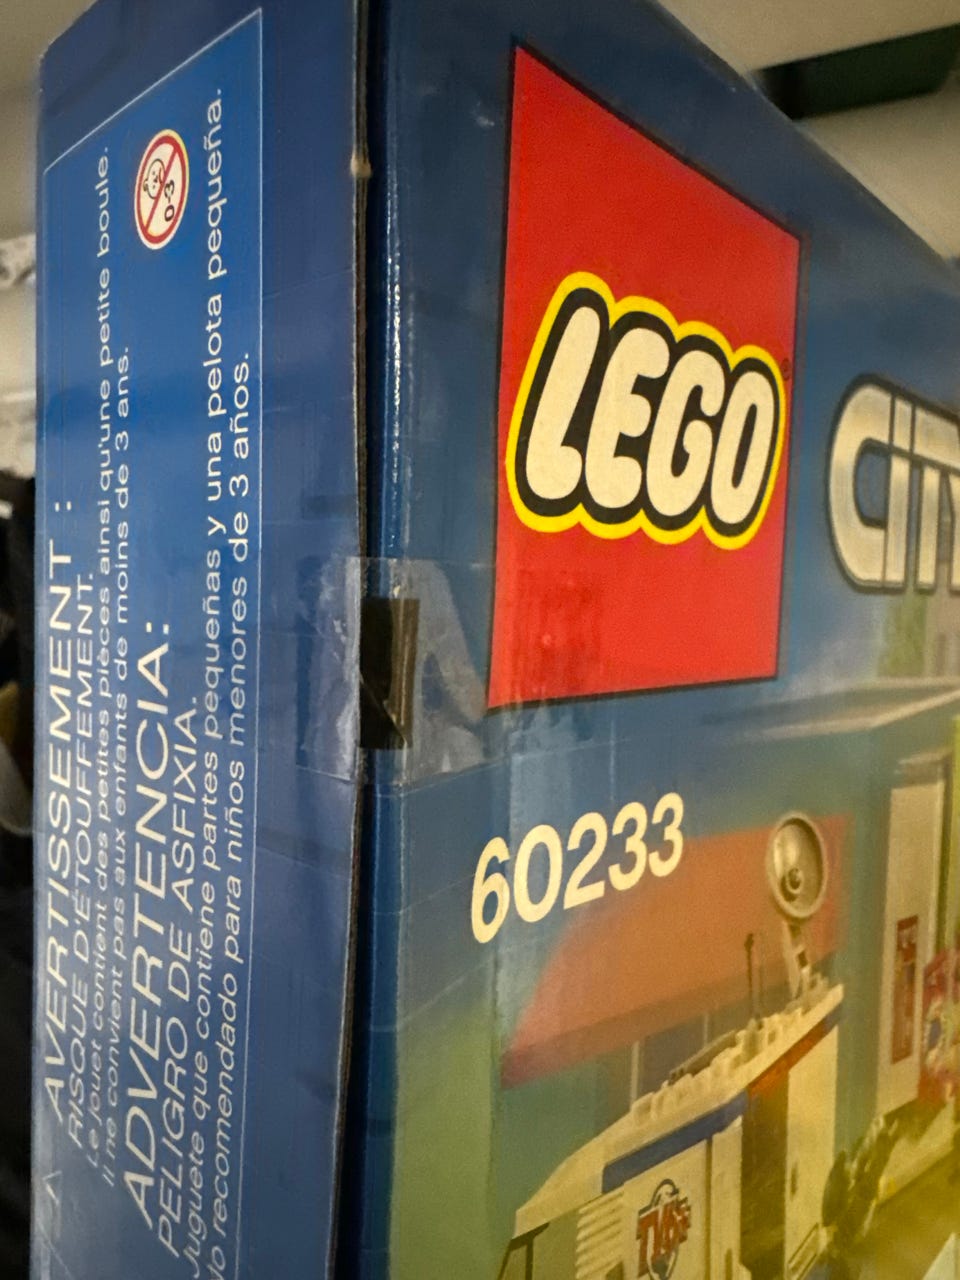 AVERTISSEMENT :
RISQUE D'ÉTOUFFEMENT.
Le jouet contient des petites pièces ainsi qu'une petite boule.
Il ne convient pas aux enfants de moins de 3 ans.
0-3
ADVERTENCIA:
PELIGRO DE ASFIXIA.
Juguete que contiene partes pequeñas y una pelota pequeña.
No recomendado para niños menores de 3 años.
LEGO®
CITY
60233